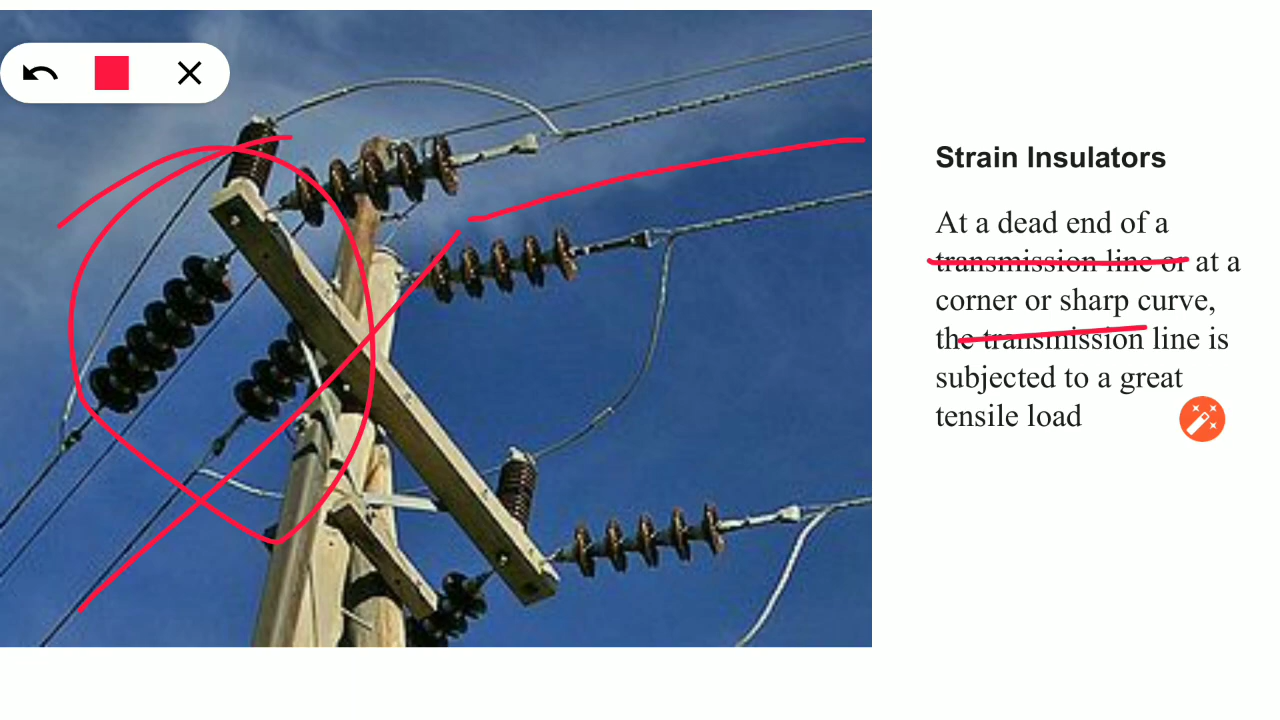 Strain Insulators
At a dead end of a
transmission line or at a
corner or sharp curve,
the transmission line is
subjected to a great
tensile load